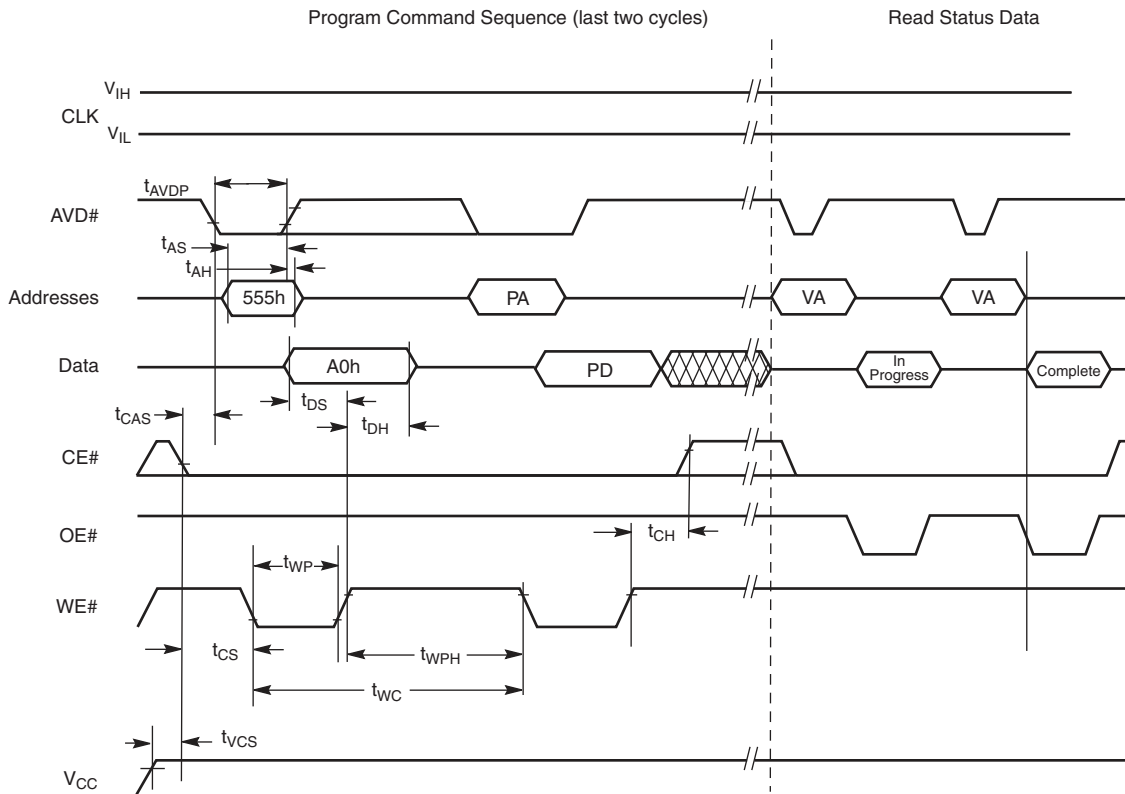 Program Command Sequence (last two cycles) Read Status Data
VIH
CLK
VIL
tAVDP
AVD#
tAS
tAH
Addresses 555h PA VA VA
Data A0h PD In Progress Complete
tDS
tCAS
tDH
CE#
OE#
tCH
tWP
WE#
tCS
tWPH
tWC
tVCS
VCC